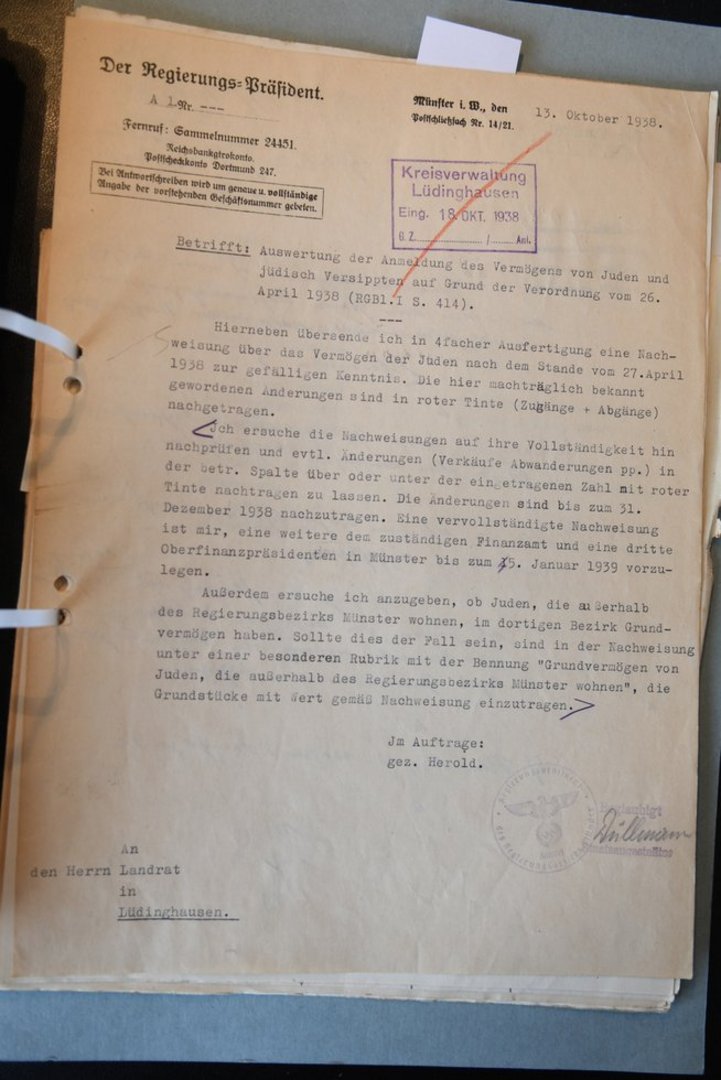 Der Regierungs-Präsident.
A 1.Nr. ---
Fernruf: Sammelnummer 24451.
Reichsbankgirokonto.
Postscheckkonto Dortmund 247.
Bei Antwortschreiben wird um genaue u. vollständige
Angabe der vorstehenden Geschäftsnummer gebeten.
Münster i. W., den 13. Oktober 1938.
Postschließfach Nr. 14/21.
Kreisverwaltung
Lüdinghausen
Eing. 18. OKT. 1938
G. Z. / Anl.
Betrifft: Auswertung der Anmeldung des Vermögens von Juden und
jüdisch Versippten auf Grund der Verordnung vom 26.
April 1938 (RGBl.I S. 414).
---
Hierneben übersende ich in 4facher Ausfertigung eine Nach-
weisung über das Vermögen der Juden nach dem Stande vom 27.April
1938 zur gefälligen Kenntnis. Die hier machträglich bekannt
gewordenen Änderungen sind in roter Tinte (Zugänge + Abgänge)
nachgetragen.
Jch ersuche die Nachweisungen auf ihre Vollständigkeit hin
nachprüfen und evtl. Änderungen (Verkäufe Abwanderungen pp.) in
der betr. Spalte über oder unter der eingetragenen Zahl mit roter
Tinte nachtragen zu lassen. Die Änderungen sind bis zum 31.
Dezember 1938 nachzutragen. Eine vervollständigte Nachweisung
ist mir, eine weitere dem zuständigen Finanzamt und eine dritte
Oberfinanzpräsidenten in Münster bis zum 15. Januar 1939 vorzu-
legen.
Außerdem ersuche ich anzugeben, ob Juden, die außerhalb
des Regierungsbezirks Münster wohnen, im dortigen Bezirk Grund-
vermögen haben. Sollte dies der Fall sein, sind in der Nachweisung
unter einer besonderen Rubrik mit der Bennung "Grundvermögen von
Juden, die außerhalb des Regierungsbezirks Münster wohnen", die
Grundstücke mit Wert gemäß Nachweisung einzutragen.
Jm Auftrage:
gez. Herold.
Beglaubigt
Düllmann
An
den Herrn Landrat
in
Lüdinghausen.